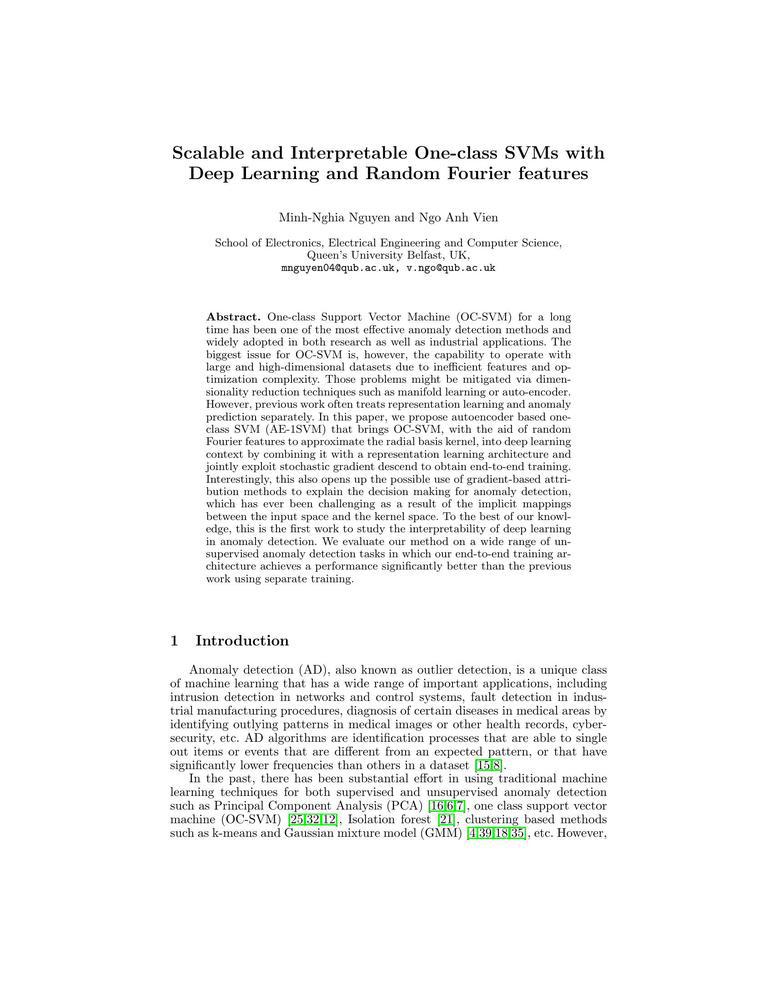 Scalable and Interpretable One-class SVMs with
Deep Learning and Random Fourier features
Minh-Nghia Nguyen and Ngo Anh Vien
School of Electronics, Electrical Engineering and Computer Science,
Queen's University Belfast, UK,
mnguyen04@qub.ac.uk, v.ngo@qub.ac.uk
Abstract. One-class Support Vector Machine (OC-SVM) for a long
time has been one of the most effective anomaly detection methods and
widely adopted in both research as well as industrial applications. The
biggest issue for OC-SVM is, however, the capability to operate with
large and high-dimensional datasets due to inefficient features and op-
timization complexity. Those problems might be mitigated via dimen-
sionality reduction techniques such as manifold learning or auto-encoder.
However, previous work often treats representation learning and anomaly
prediction separately. In this paper, we propose autoencoder based one-
class SVM (AE-1SVM) that brings OC-SVM, with the aid of random
Fourier features to approximate the radial basis kernel, into deep learning
context by combining it with a representation learning architecture and
jointly exploit stochastic gradient descend to obtain end-to-end training.
Interestingly, this also opens up the possible use of gradient-based attri-
bution methods to explain the decision making for anomaly detection,
which has ever been challenging as a result of the implicit mappings
between the input space and the kernel space. To the best of our knowl-
edge, this is the first work to study the interpretability of deep learning
in anomaly detection. We evaluate our method on a wide range of un-
supervised anomaly detection tasks in which our end-to-end training ar-
chitecture achieves a performance significantly better than the previous
work using separate training.
1 Introduction
Anomaly detection (AD), also known as outlier detection, is a unique class
of machine learning that has a wide range of important applications, including
intrusion detection in networks and control systems, fault detection in indus-
trial manufacturing procedures, diagnosis of certain diseases in medical areas by
identifying outlying patterns in medical images or other health records, cyber-
security, etc. AD algorithms are identification processes that are able to single
out items or events that are different from an expected pattern, or that have
significantly lower frequencies than others in a dataset [15,8].
In the past, there has been substantial effort in using traditional machine
learning techniques for both supervised and unsupervised anomaly detection
such as Principal Component Analysis (PCA) [16,6,7], one class support vector
machine (OC-SVM) [25,32,12], Isolation forest [21], clustering based methods
such as k-means and Gaussian mixture model (GMM) [4,39,18,35], etc. However,